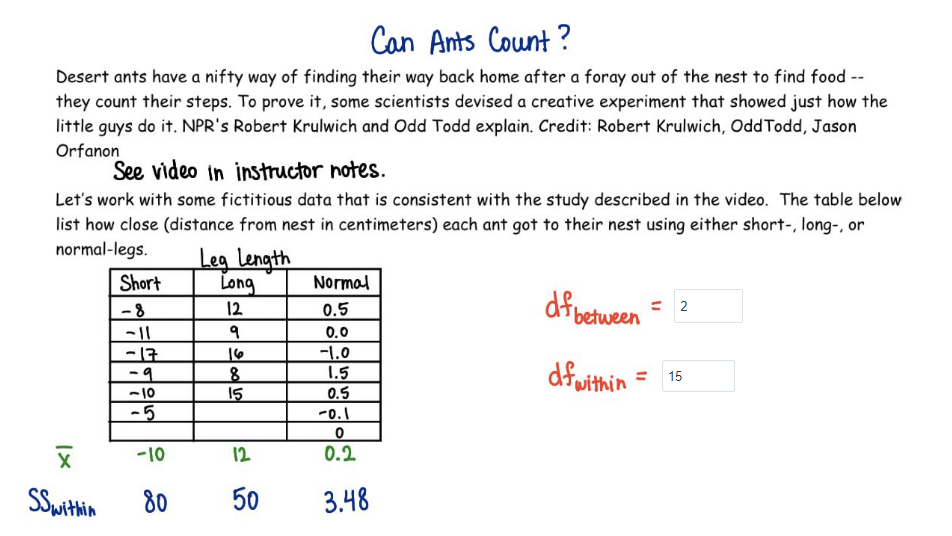 Can Ants Count?
Desert ants have a nifty way of finding their way back home after a foray out of the nest to find food --
they count their steps. To prove it, some scientists devised a creative experiment that showed just how the
little guys do it. NPR's Robert Krulwich and Odd Todd explain. Credit: Robert Krulwich, OddTodd, Jason
Orfanon
See video in instructor notes.
Let's work with some fictitious data that is consistent with the study described in the video. The table below
list how close (distance from nest in centimeters) each ant got to their nest using either short-, long-, or
normal-legs.
Leg Length
Short Long Normal
-8 12 0.5
-11 9 0.0
-17 16 -1.0
-9 8 1.5
-10 15 0.5
-5 -0.1
0
x̄ -10 12 0.2
SSwithin 80 50 3.48
dfbetween = 2
dfwithin = 15